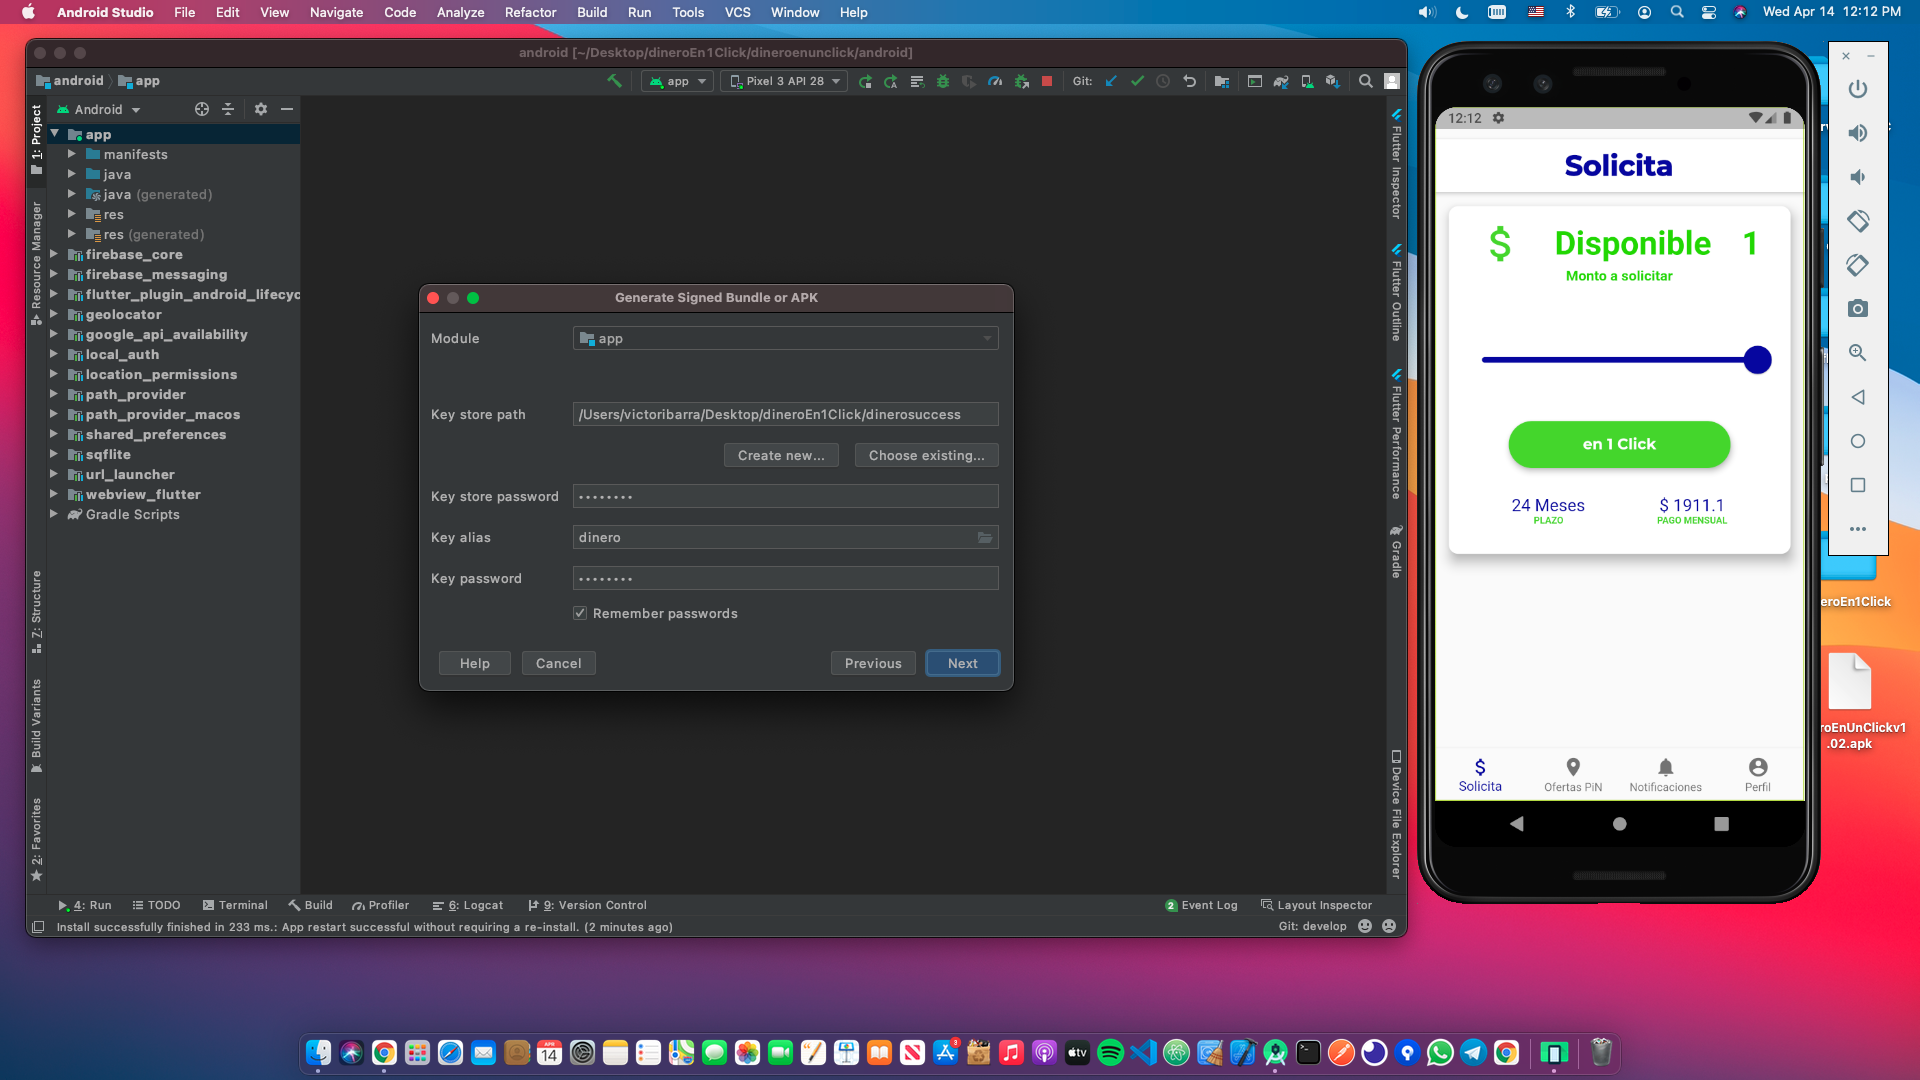 Android Studio File Edit View Navigate Code Analyze Refactor Build Run Tools VCS Window Help
Wed Apr 14 12:12 PM
android [~/Desktop/dineroEn1Click/dineroenunclick/android]
android app
app
Pixel 3 API 28
Git:
Android
1: Project
Resource Manager
Z: Structure
Build Variants
2: Favorites
app
manifests
java
java (generated)
res
res (generated)
firebase_core
firebase_messaging
flutter_plugin_android_lifecyc
geolocator
google_api_availability
local_auth
location_permissions
path_provider
path_provider_macos
shared_preferences
sqflite
url_launcher
webview_flutter
Gradle Scripts
Generate Signed Bundle or APK
Module
app
Key store path
/Users/victoribarra/Desktop/dineroEn1Click/dinerosuccess
Create new...
Choose existing...
Key store password
••••••••
Key alias
dinero
Key password
••••••••
Remember passwords
Help
Cancel
Previous
Next
Flutter Inspector
Flutter Outline
Flutter Performance
Gradle
Device File Explorer
4: Run
TODO
Terminal
Build
Profiler
6: Logcat
9: Version Control
2 Event Log
Layout Inspector
Install successfully finished in 233 ms.: App restart successful without requiring a re-install. (2 minutes ago)
Git: develop
12:12
Solicita
$ Disponible 1
Monto a solicitar
en 1 Click
24 Meses
PLAZO
$ 1911.1
PAGO MENSUAL
$
Solicita
Ofertas PiN
Notificaciones
Perfil
eroEn1Click
roEnUnClickv1
.02.apk
APR
14
3
tv